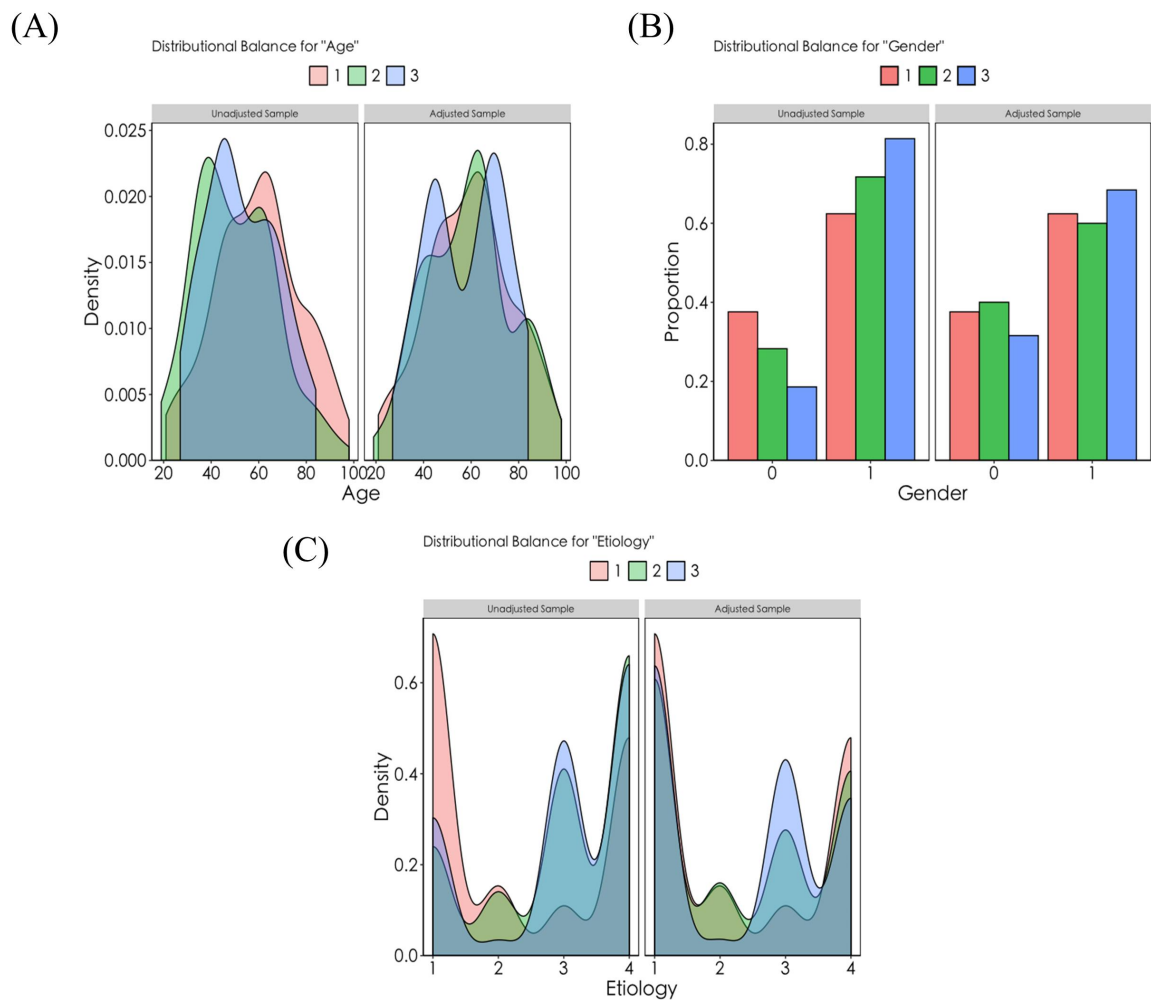 (A)
Distributional Balance for "Age"
1 2 3
Unadjusted Sample Adjusted Sample
0.025
0.020
0.015
0.010
0.005
0.000
Density
20 40 60 80 100 20 40 60 80 100
Age
(B)
Distributional Balance for "Gender"
1 2 3
Unadjusted Sample Adjusted Sample
0.8
0.6
0.4
0.2
0.0
Proportion
0 1 0 1
Gender
(C)
Distributional Balance for "Etiology"
1 2 3
Unadjusted Sample Adjusted Sample
0.6
0.4
0.2
0.0
Density
1 2 3 4 1 2 3 4
Etiology